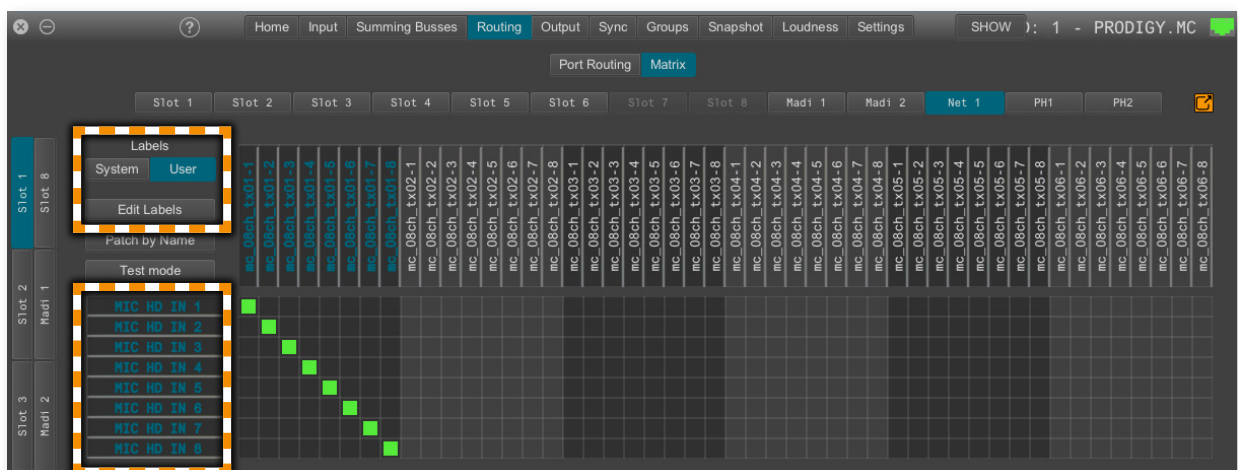 ? Home Input Summing Busses Routing Output Sync Groups Snapshot Loudness Settings SHOW ): 1 - PRODIGY.MC
Port Routing Matrix
Slot 1 Slot 2 Slot 3 Slot 4 Slot 5 Slot 6 Slot 7 Slot 8 Madi 1 Madi 2 Net 1 PH1 PH2
Slot 1
Slot 8
Slot 2
Madi 1
Slot 3
Madi 2
Labels
System User
Edit Labels
Patch by Name
Test mode
mc_08ch_tx01-1
mc_08ch_tx01-2
mc_08ch_tx01-3
mc_08ch_tx01-4
mc_08ch_tx01-5
mc_08ch_tx01-6
mc_08ch_tx01-7
mc_08ch_tx01-8
mc_08ch_tx02-1
mc_08ch_tx02-2
mc_08ch_tx02-3
mc_08ch_tx02-4
mc_08ch_tx02-5
mc_08ch_tx02-6
mc_08ch_tx02-7
mc_08ch_tx02-8
mc_08ch_tx03-1
mc_08ch_tx03-2
mc_08ch_tx03-3
mc_08ch_tx03-4
mc_08ch_tx03-5
mc_08ch_tx03-6
mc_08ch_tx03-7
mc_08ch_tx03-8
mc_08ch_tx04-1
mc_08ch_tx04-2
mc_08ch_tx04-3
mc_08ch_tx04-4
mc_08ch_tx04-5
mc_08ch_tx04-6
mc_08ch_tx04-7
mc_08ch_tx04-8
mc_08ch_tx05-1
mc_08ch_tx05-2
mc_08ch_tx05-3
mc_08ch_tx05-4
mc_08ch_tx05-5
mc_08ch_tx05-6
mc_08ch_tx05-7
mc_08ch_tx05-8
mc_08ch_tx06-1
mc_08ch_tx06-2
mc_08ch_tx06-3
mc_08ch_tx06-4
mc_08ch_tx06-5
mc_08ch_tx06-6
mc_08ch_tx06-7
mc_08ch_tx06-8
MIC HD IN 1
MIC HD IN 2
MIC HD IN 3
MIC HD IN 4
MIC HD IN 5
MIC HD IN 6
MIC HD IN 7
MIC HD IN 8